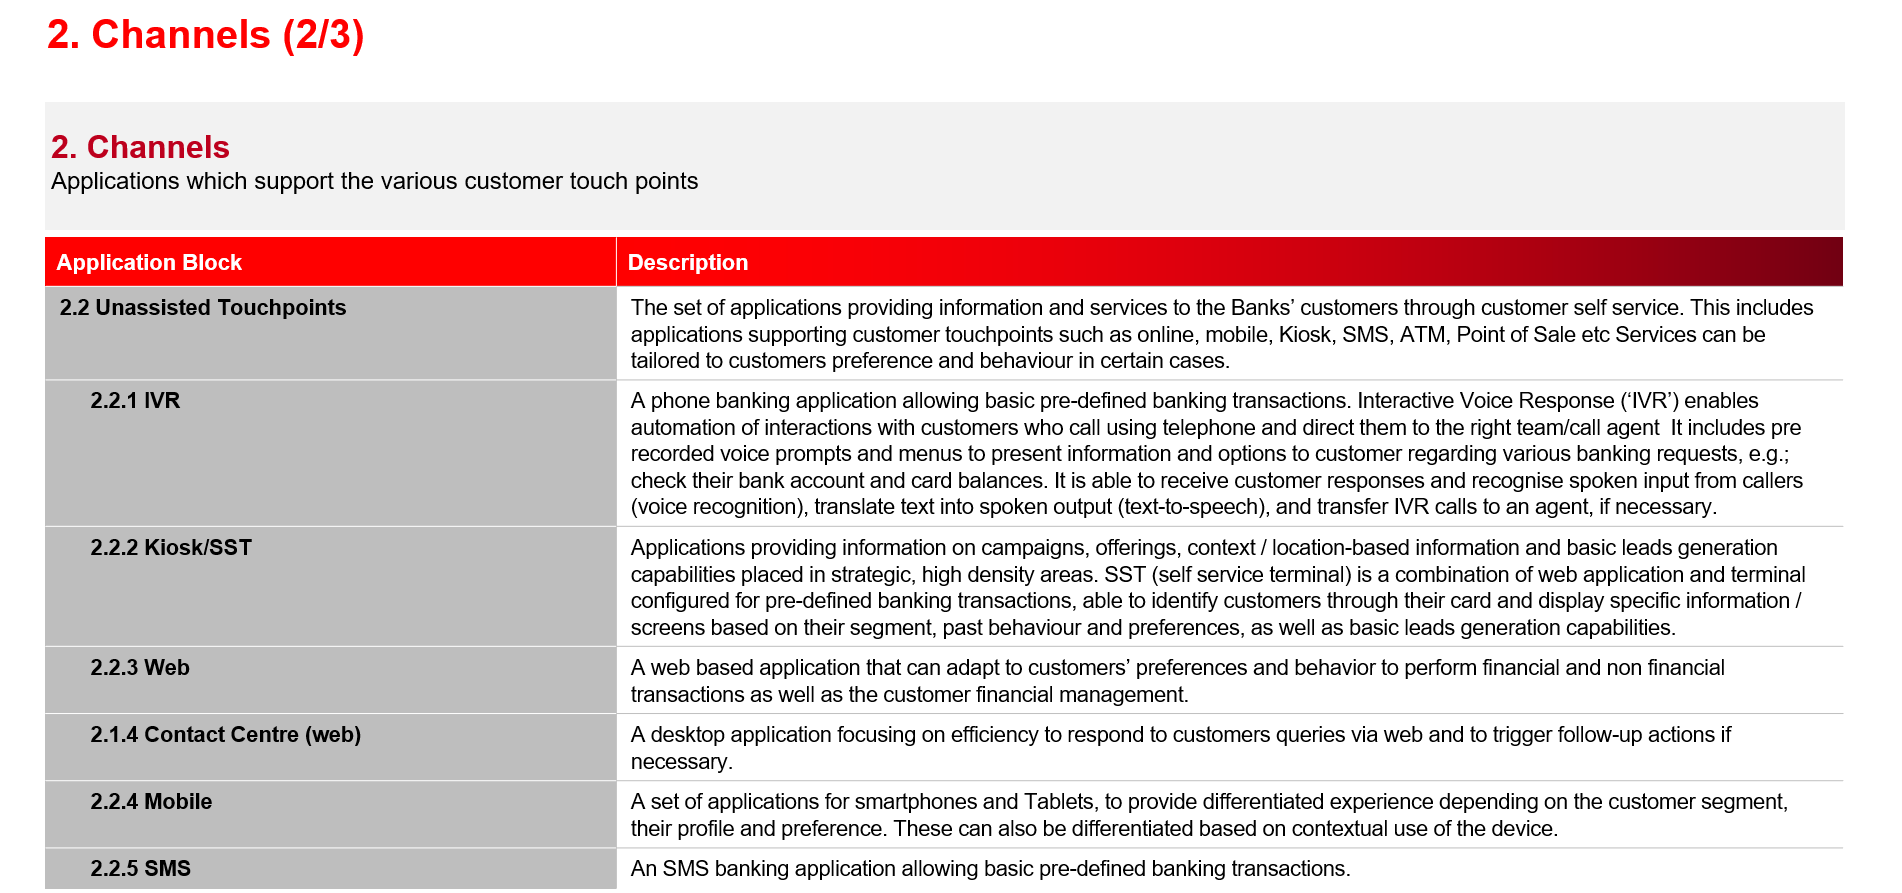 2. Channels (2/3)
2. Channels
Applications which support the various customer touch points
Application Block
Description
2.2 Unassisted Touchpoints
The set of applications providing information and services to the Banks’ customers through customer self service. This includes
applications supporting customer touchpoints such as online, mobile, Kiosk, SMS, ATM, Point of Sale etc Services can be
tailored to customers preference and behaviour in certain cases.
2.2.1 IVR
A phone banking application allowing basic pre-defined banking transactions. Interactive Voice Response (‘IVR’) enables
automation of interactions with customers who call using telephone and direct them to the right team/call agent  It includes pre
recorded voice prompts and menus to present information and options to customer regarding various banking requests, e.g.;
check their bank account and card balances. It is able to receive customer responses and recognise spoken input from callers
(voice recognition), translate text into spoken output (text-to-speech), and transfer IVR calls to an agent, if necessary.
2.2.2 Kiosk/SST
Applications providing information on campaigns, offerings, context / location-based information and basic leads generation
capabilities placed in strategic, high density areas. SST (self service terminal) is a combination of web application and terminal
configured for pre-defined banking transactions, able to identify customers through their card and display specific information /
screens based on their segment, past behaviour and preferences, as well as basic leads generation capabilities.
2.2.3 Web
A web based application that can adapt to customers’ preferences and behavior to perform financial and non financial
transactions as well as the customer financial management.
2.1.4 Contact Centre (web)
A desktop application focusing on efficiency to respond to customers queries via web and to trigger follow-up actions if
necessary.
2.2.4 Mobile
A set of applications for smartphones and Tablets, to provide differentiated experience depending on the customer segment,
their profile and preference. These can also be differentiated based on contextual use of the device.
2.2.5 SMS
An SMS banking application allowing basic pre-defined banking transactions.